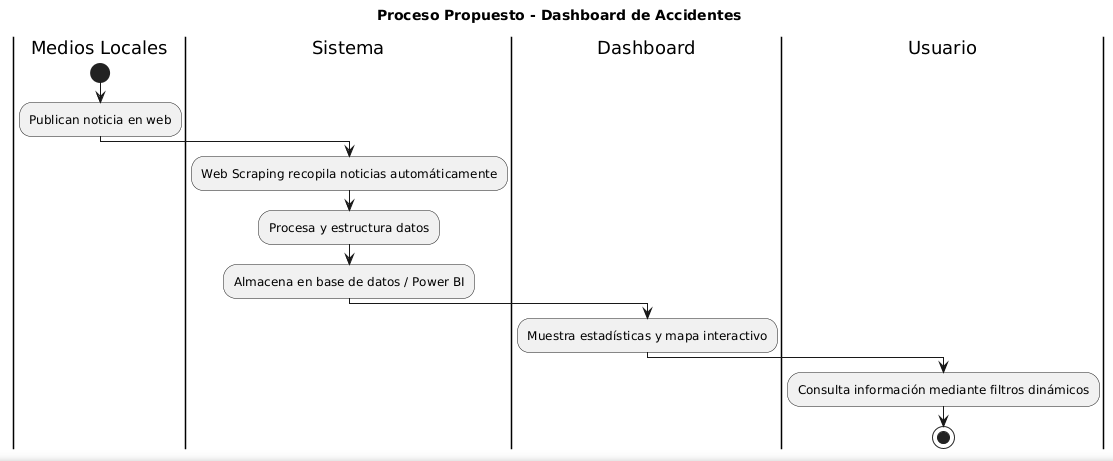 Proceso Propuesto - Dashboard de Accidentes
Medios Locales
Sistema
Dashboard
Usuario
Publican noticia en web
Web Scraping recopila noticias automáticamente
Procesa y estructura datos
Almacena en base de datos / Power BI
Muestra estadísticas y mapa interactivo
Consulta información mediante filtros dinámicos